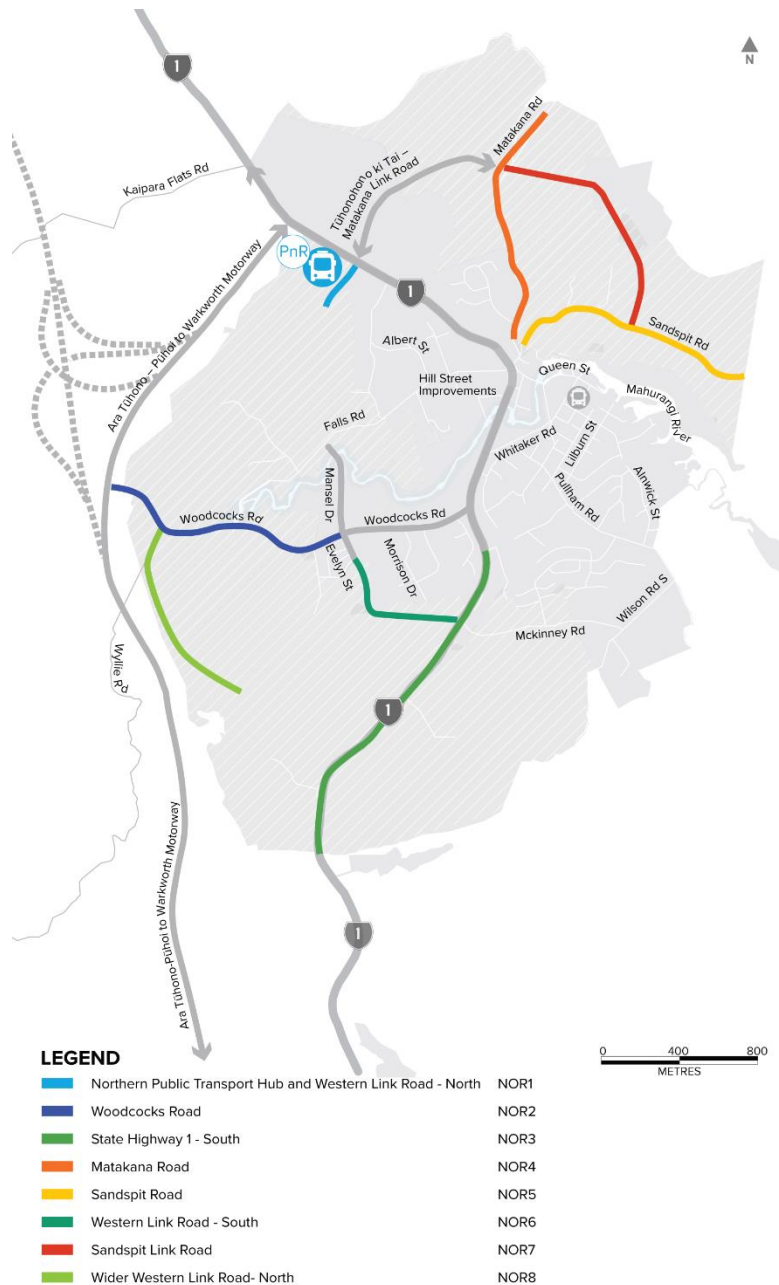 1
N
Matakana Rd
Tūhonohono ki Tai –
Matakana Link Road
Kaipara Flats Rd
PnR
1
Ara Tūhono – Pūhoi to Warkworth Motorway
Sandspit Rd
Albert St
Queen St
Hill Street
Improvements
Mahurangi
River
Falls Rd
Whitaker Rd
Lilburn St
Pullham Rd
Alnwick St
Mansel Dr
Woodcocks Rd
Woodcocks Rd
Evelyn St
Morrison Dr
Wilson Rd S
Mckinney Rd
Wyllie Rd
1
Ara Tūhono-Pūhoi to Warkworth Motorway
1
LEGEND
Northern Public Transport Hub and Western Link Road - North NOR1
Woodcocks Road NOR2
State Highway 1 - South NOR3
Matakana Road NOR4
Sandspit Road NOR5
Western Link Road - South NOR6
Sandspit Link Road NOR7
Wider Western Link Road- North NOR8
0 400 800
METRES